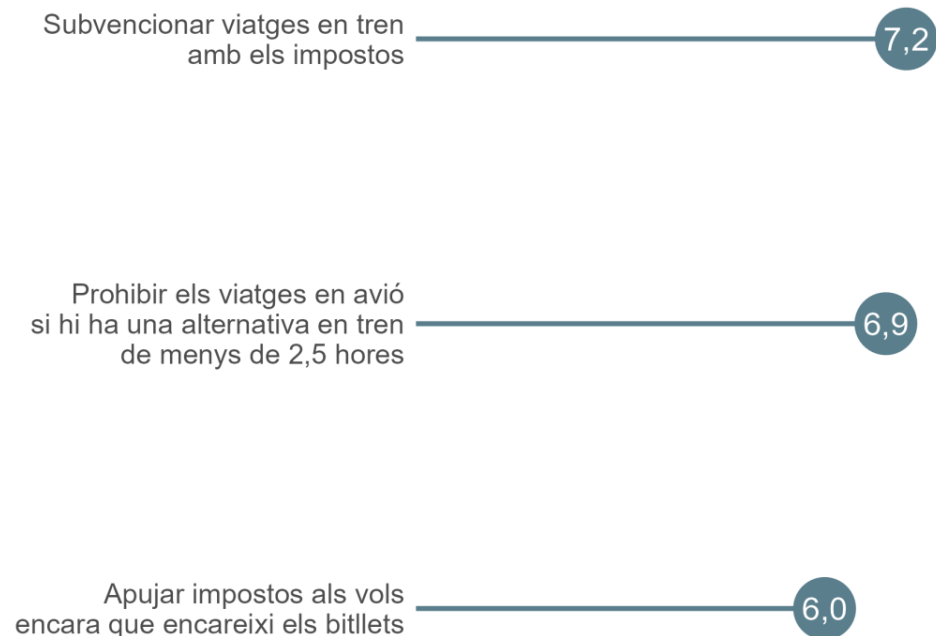 Subvencionar viatges en tren
amb els impostos
7,2
Prohibir els viatges en avió
si hi ha una alternativa en tren
de menys de 2,5 hores
6,9
Apujar impostos als vols
encara que encareixi els bitllets
6,0